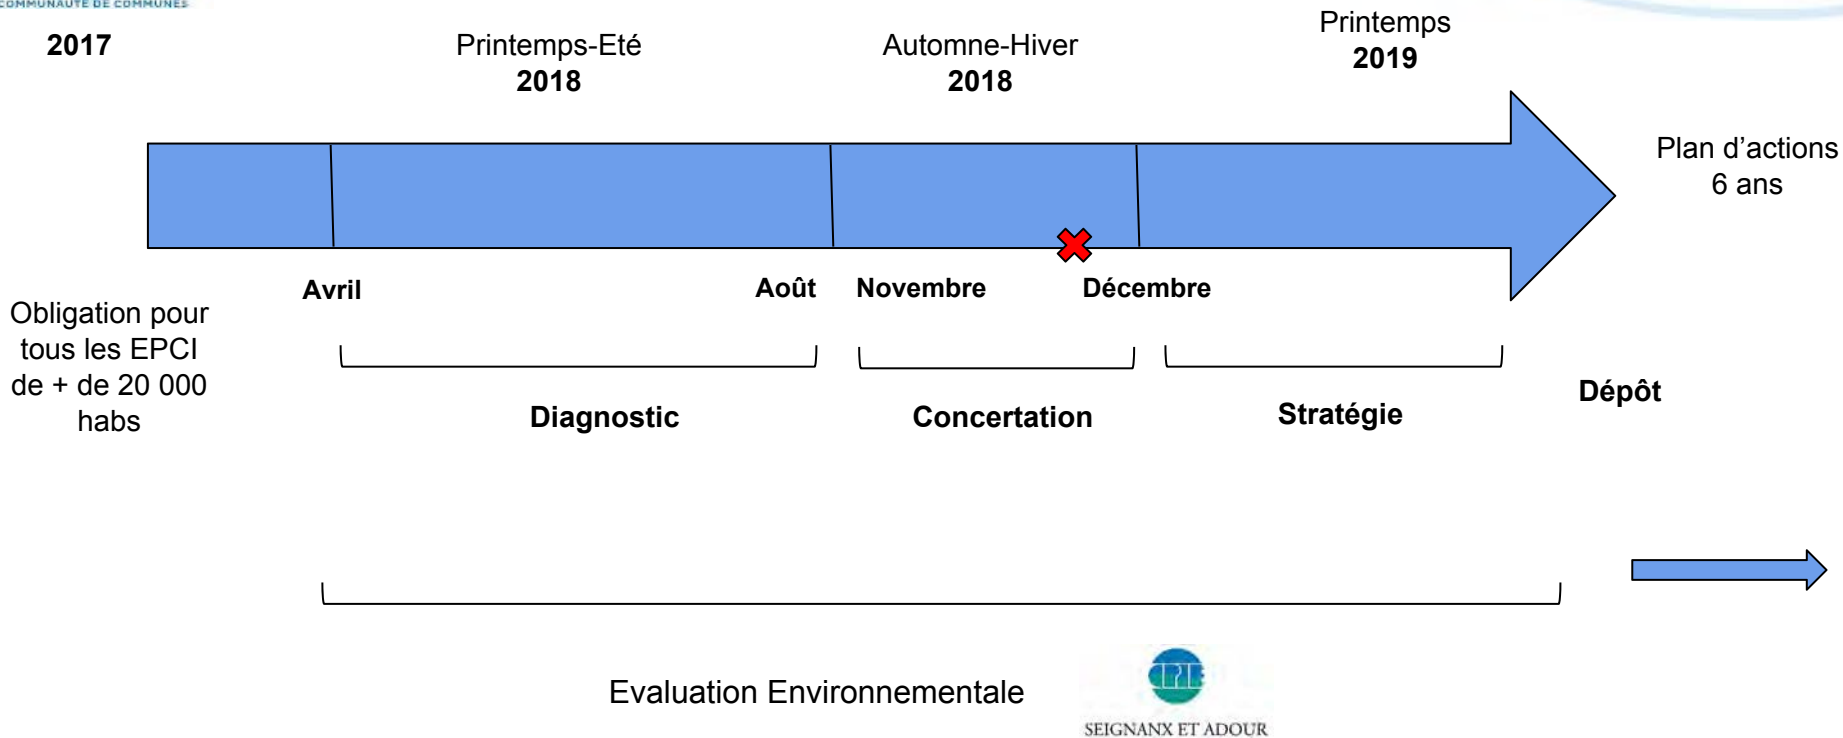 COMMUNAUTÉ DE COMMUNES
2017
Printemps-Eté
2018
Automne-Hiver
2018
Printemps
2019
Plan d’actions
6 ans
Avril
Août
Novembre
Décembre
Obligation pour
tous les EPCI
de + de 20 000
habs
Diagnostic
Concertation
Stratégie
Dépôt
Evaluation Environnementale
CPIE
SEIGNANX ET ADOUR